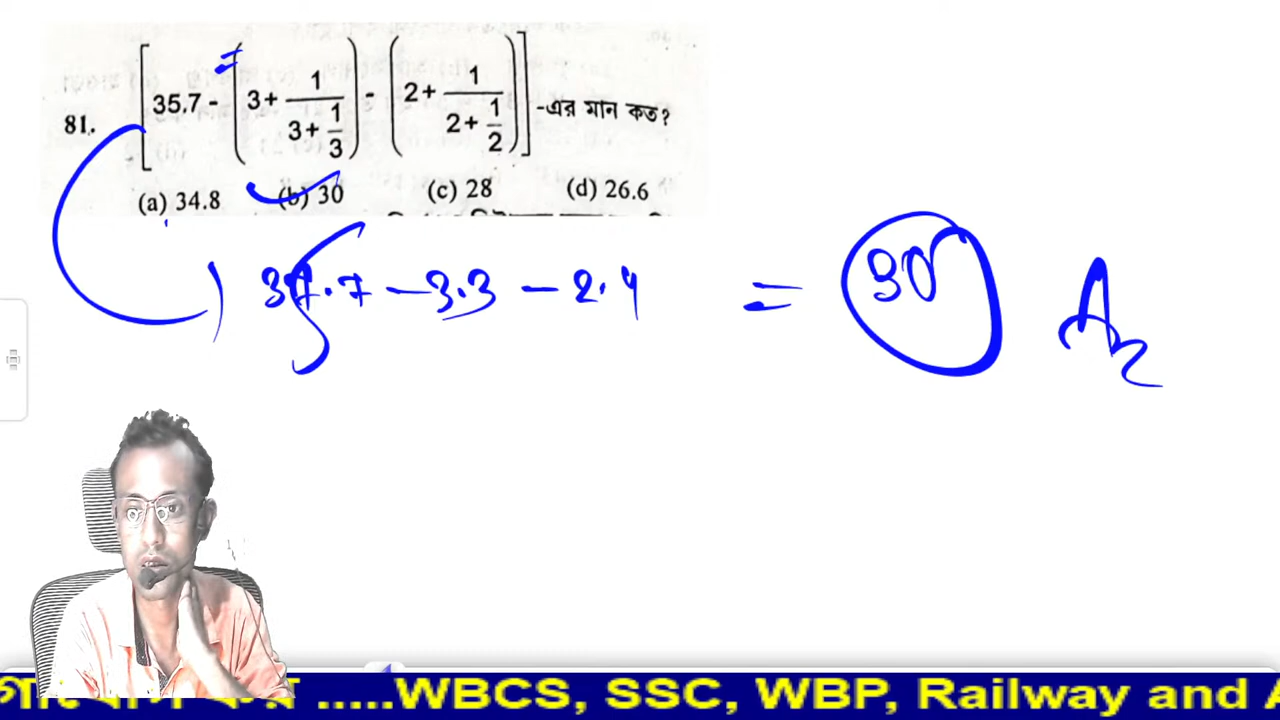 81. [35.7 - (3 + 1/(3 + 1/3)) - (2 + 1/(2 + 1/2))] -এর মান কত?
(a) 34.8 (b) 30 (c) 28 (d) 26.6
35.7 - 3.3 - 2.4 = 30 A
.....WBCS, SSC, WBP, Railway and A